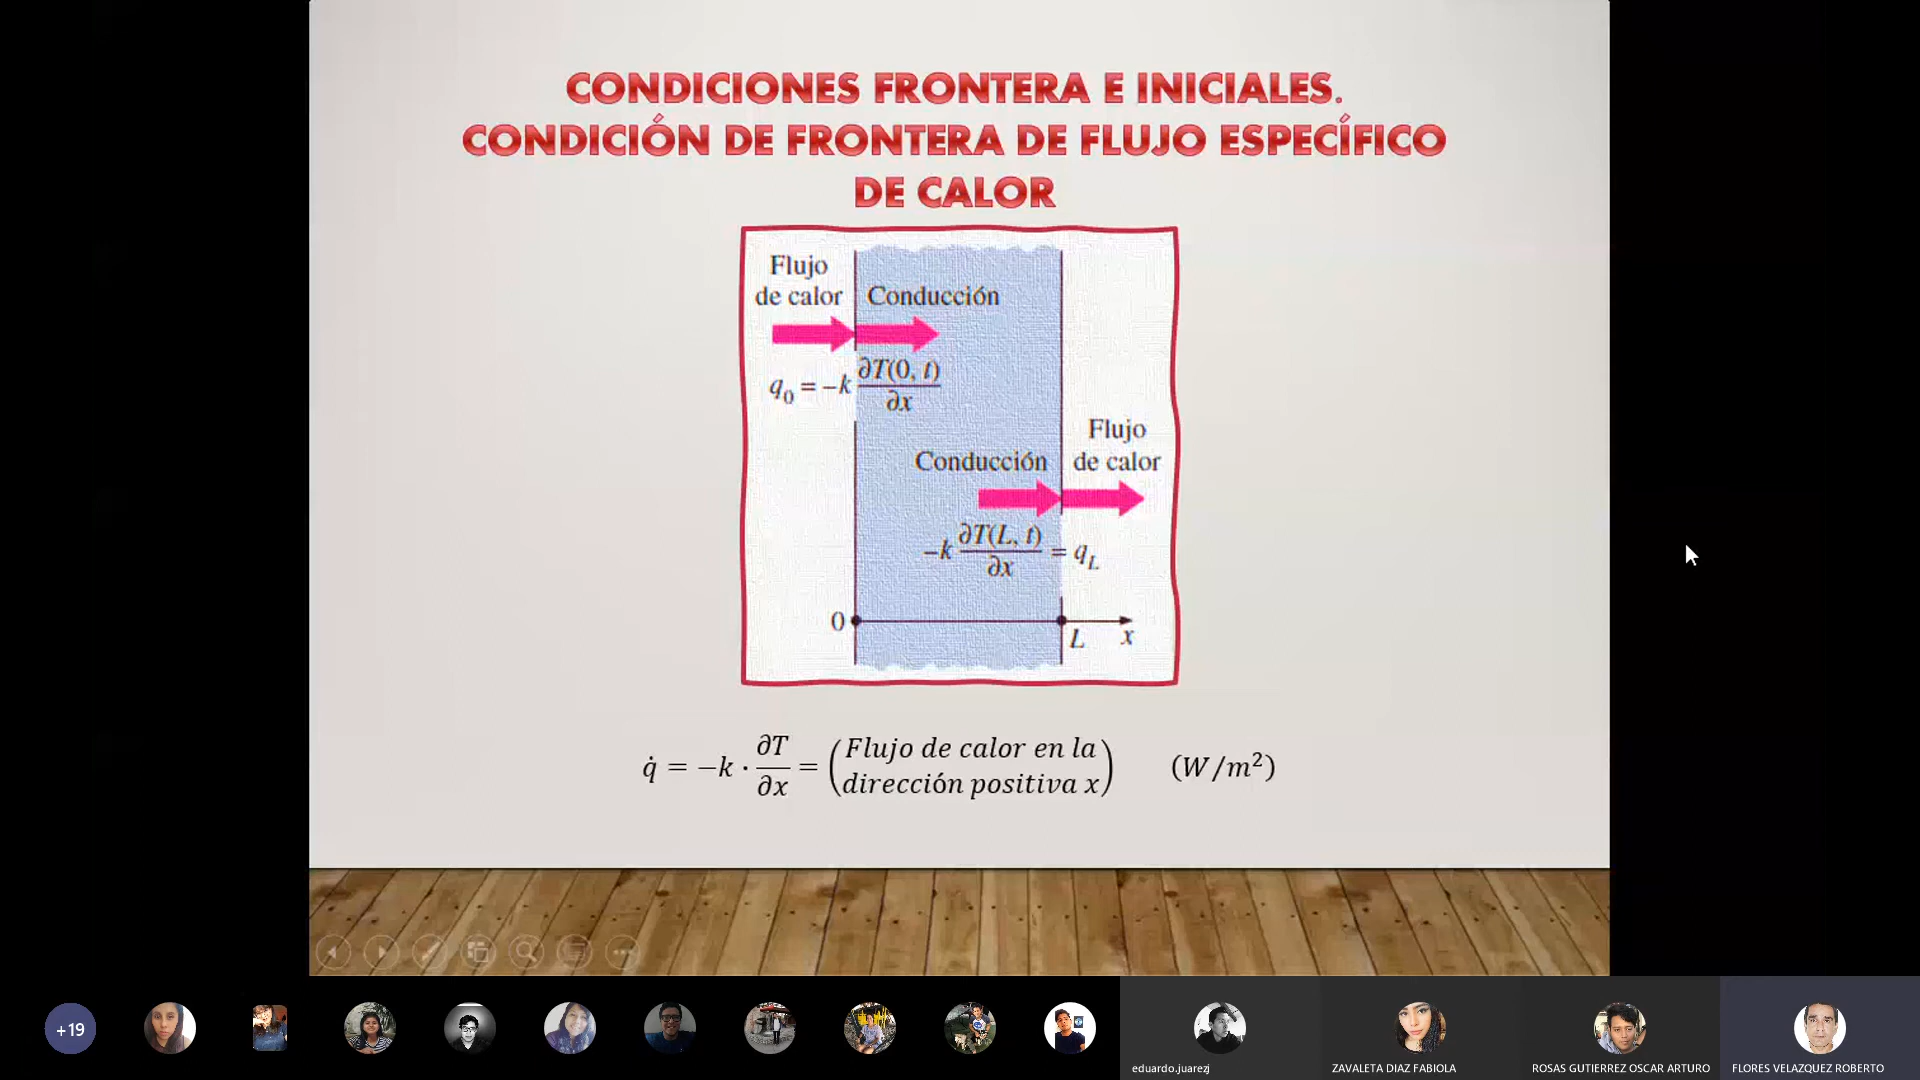 CONDICIONES FRONTERA E INICIALES.
CONDICIÓN DE FRONTERA DE FLUJO ESPECÍFICO
DE CALOR
Flujo
de calor
Conducción
q₀ = −k ∂T(0, t)/∂x
Flujo
de calor
Conducción
−k ∂T(L, t)/∂x = q_L
0
L
x
q̇ = −k · ∂T/∂x = (Flujo de calor en la
dirección positiva x) (W/m²)
+19
eduardo.juarezj
ZAVALETA DIAZ FABIOLA
ROSAS GUTIERREZ OSCAR ARTURO
FLORES VELAZQUEZ ROBERTO